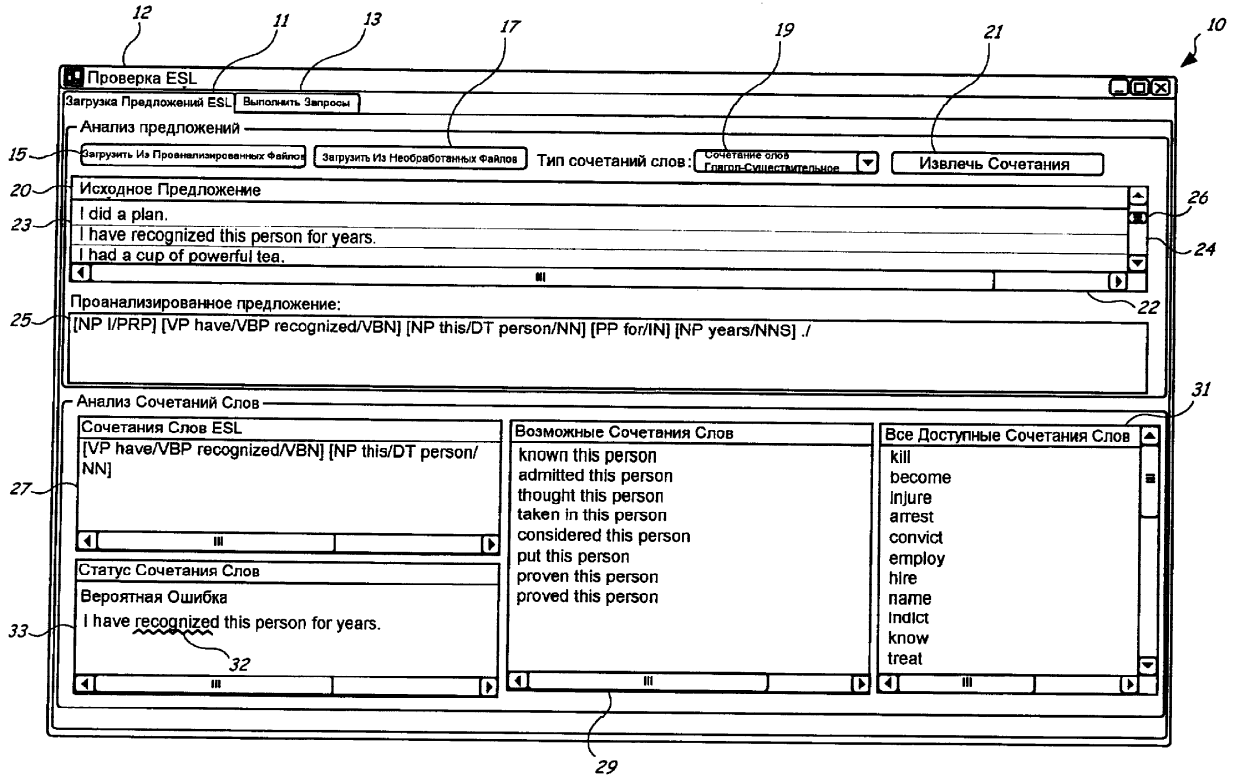 12
11
13
17
19
21
10
Проверка ESL
Загрузка Предложений ESL
Выполнить Запросы
Анализ предложений
15
Загрузить Из Проанализированных Файлов
Загрузить Из Необработанных Файлов
Тип сочетаний слов:
Сочетание слов
Глагол-Существительное
Извлечь Сочетания
20
Исходное Предложение
26
23
I did a plan.
I have recognized this person for years.
24
I had a cup of powerful tea.
22
Проанализированное предложение:
25
[NP I/PRP] [VP have/VBP recognized/VBN] [NP this/DT person/NN] [PP for/IN] [NP years/NNS] ./
Анализ Сочетаний Слов
31
Сочетания Слов ESL
[VP have/VBP recognized/VBN] [NP this/DT person/
NN]
27
Статус Сочетания Слов
Вероятная Ошибка
I have recognized this person for years.
33
32
Возможные Сочетания Слов
known this person
admitted this person
thought this person
taken in this person
considered this person
put this person
proven this person
proved this person
29
Все Доступные Сочетания Слов
kill
become
injure
arrest
convict
employ
hire
name
indict
know
treat